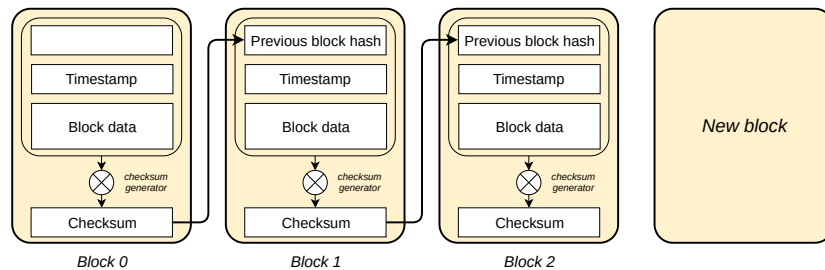 Timestamp
Block data
checksum
generator
Checksum
Block 0
Previous block hash
Timestamp
Block data
checksum
generator
Checksum
Block 1
Previous block hash
Timestamp
Block data
checksum
generator
Checksum
Block 2
New block